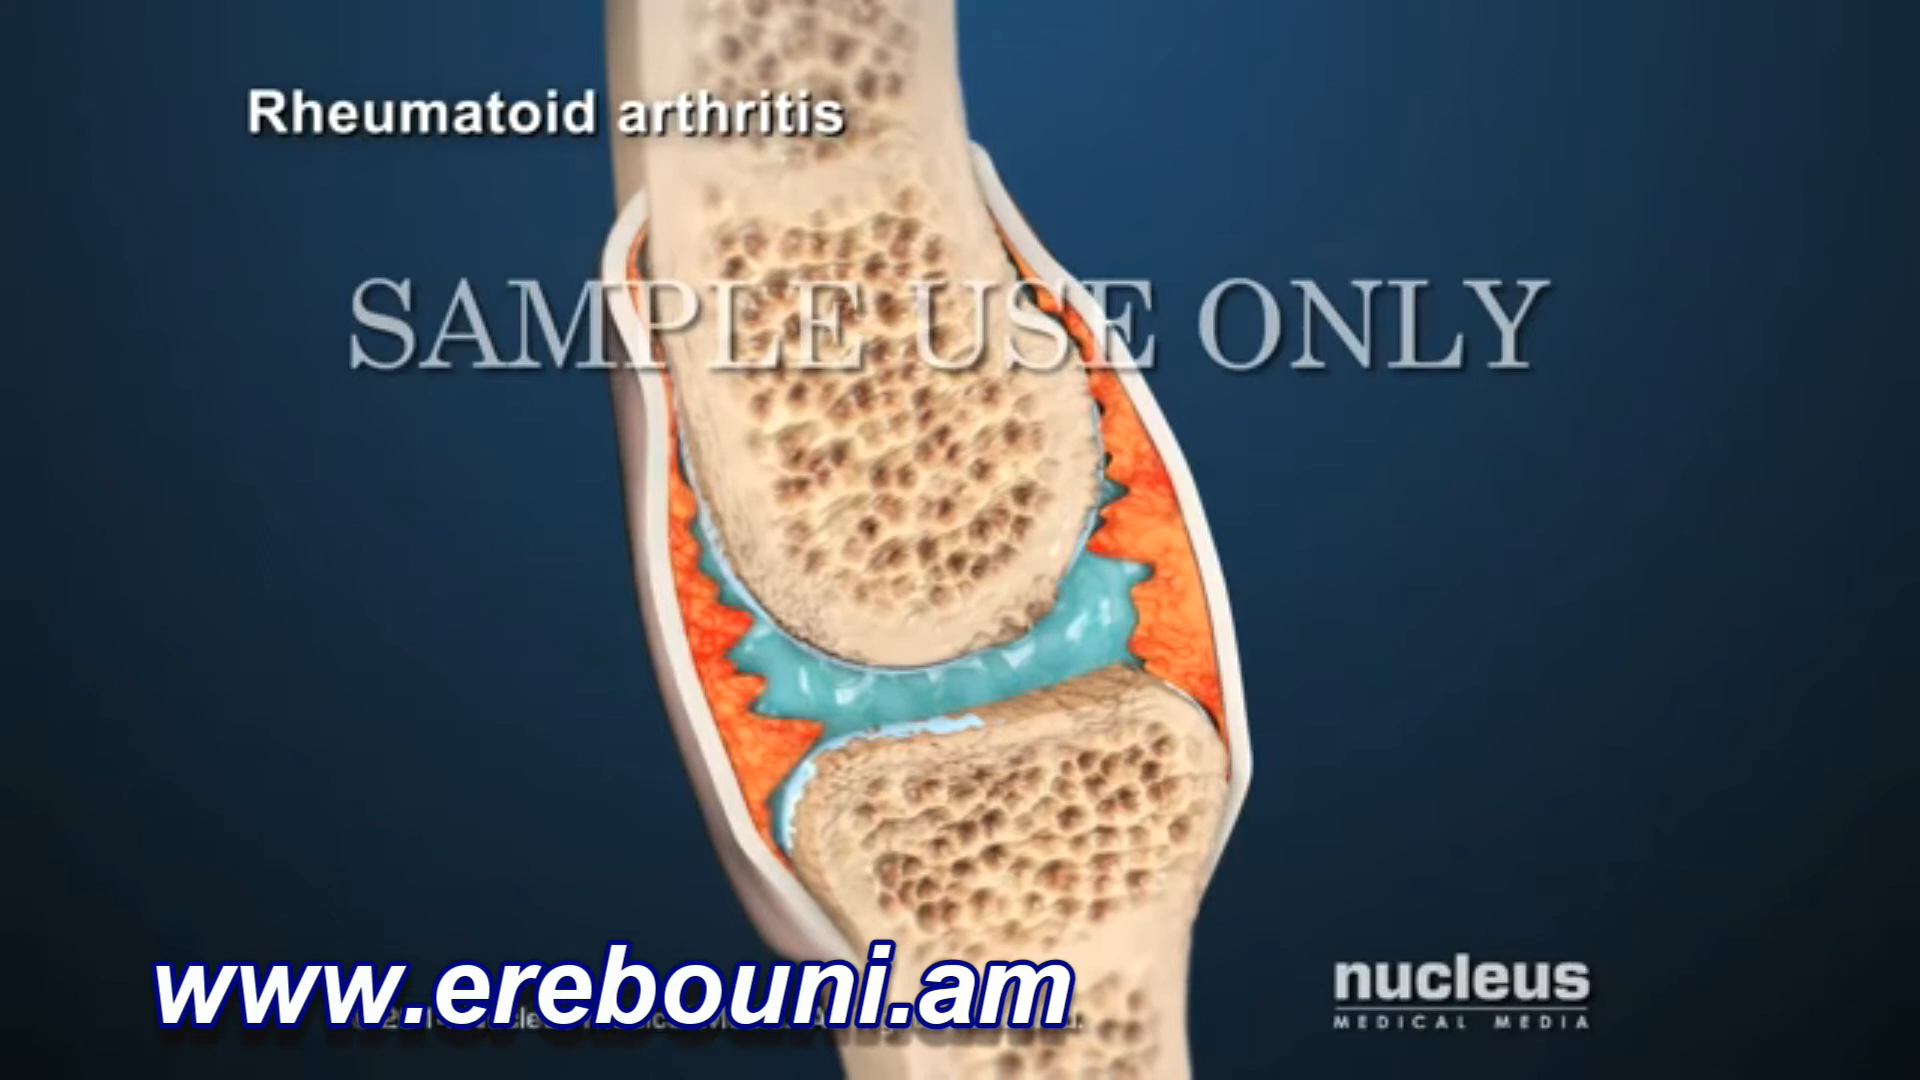 Rheumatoid arthritis
SAMPLE USE ONLY
www.erebouni.am
nucleus
MEDICAL MEDIA